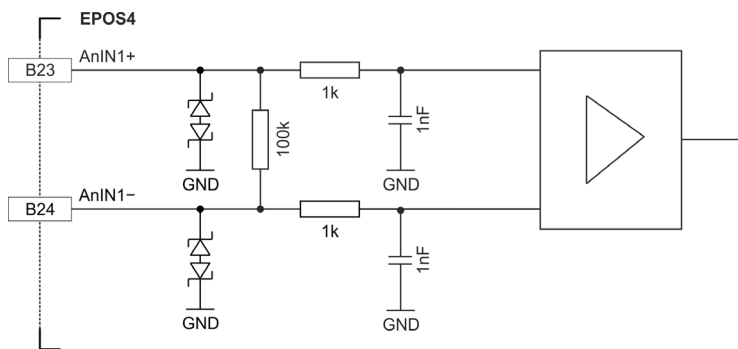 EPOS4
AnIN1+
B23
1k
1nF
100k
GND
GND
AnIN1−
B24
1k
1nF
GND
GND